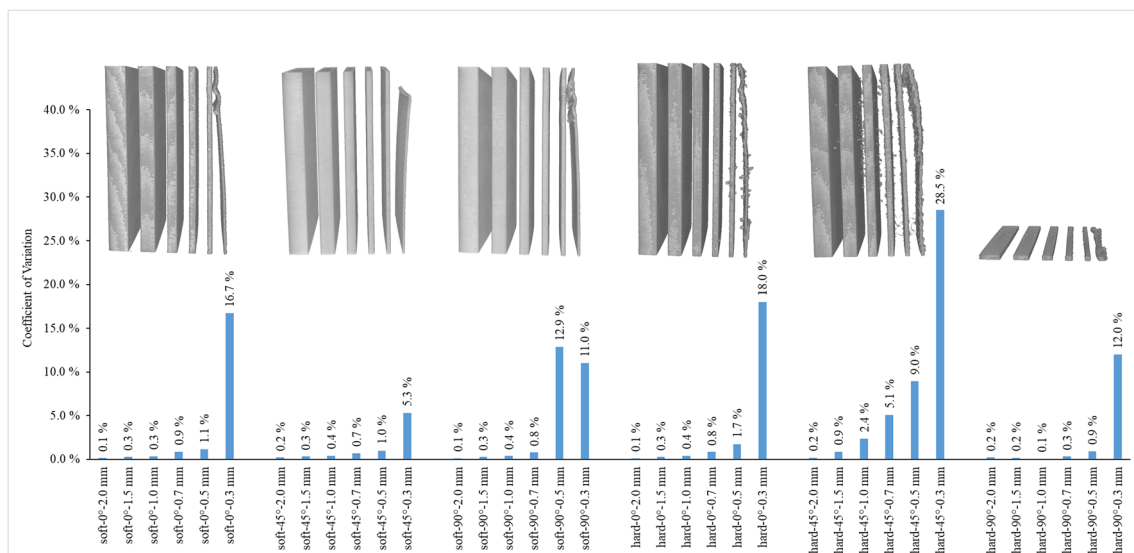 Coefficient of Variation
40.0 %
35.0 %
30.0 %
25.0 %
20.0 %
15.0 %
10.0 %
5.0 %
0.0 %
0.1 %
0.3 %
0.3 %
0.9 %
1.1 %
16.7 %
0.2 %
0.3 %
0.4 %
0.7 %
1.0 %
5.3 %
0.1 %
0.3 %
0.4 %
0.8 %
12.9 %
11.0 %
0.1 %
0.3 %
0.4 %
0.8 %
1.7 %
18.0 %
0.2 %
0.9 %
2.4 %
5.1 %
9.0 %
28.5 %
0.2 %
0.2 %
0.1 %
0.3 %
0.9 %
12.0 %
soft-0°-2.0 mm
soft-0°-1.5 mm
soft-0°-1.0 mm
soft-0°-0.7 mm
soft-0°-0.5 mm
soft-0°-0.3 mm
soft-45°-2.0 mm
soft-45°-1.5 mm
soft-45°-1.0 mm
soft-45°-0.7 mm
soft-45°-0.5 mm
soft-45°-0.3 mm
soft-90°-2.0 mm
soft-90°-1.5 mm
soft-90°-1.0 mm
soft-90°-0.7 mm
soft-90°-0.5 mm
soft-90°-0.3 mm
hard-0°-2.0 mm
hard-0°-1.5 mm
hard-0°-1.0 mm
hard-0°-0.7 mm
hard-0°-0.5 mm
hard-0°-0.3 mm
hard-45°-2.0 mm
hard-45°-1.5 mm
hard-45°-1.0 mm
hard-45°-0.7 mm
hard-45°-0.5 mm
hard-45°-0.3 mm
hard-90°-2.0 mm
hard-90°-1.5 mm
hard-90°-1.0 mm
hard-90°-0.7 mm
hard-90°-0.5 mm
hard-90°-0.3 mm